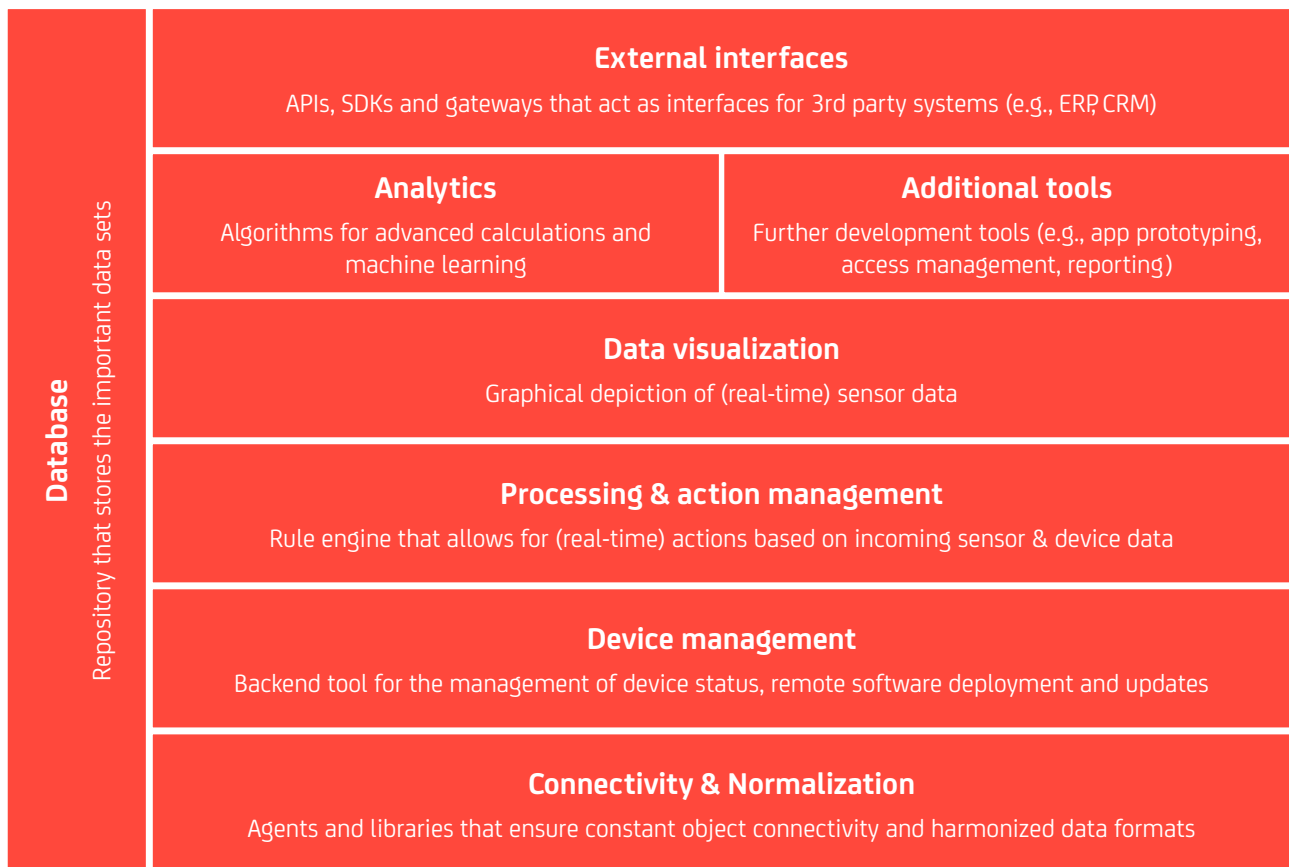 Database
Repository that stores the important data sets
External interfaces
APIs, SDKs and gateways that act as interfaces for 3rd party systems (e.g., ERP, CRM)
Analytics
Algorithms for advanced calculations and
machine learning
Additional tools
Further development tools (e.g., app prototyping,
access management, reporting)
Data visualization
Graphical depiction of (real-time) sensor data
Processing & action management
Rule engine that allows for (real-time) actions based on incoming sensor & device data
Device management
Backend tool for the management of device status, remote software deployment and updates
Connectivity & Normalization
Agents and libraries that ensure constant object connectivity and harmonized data formats